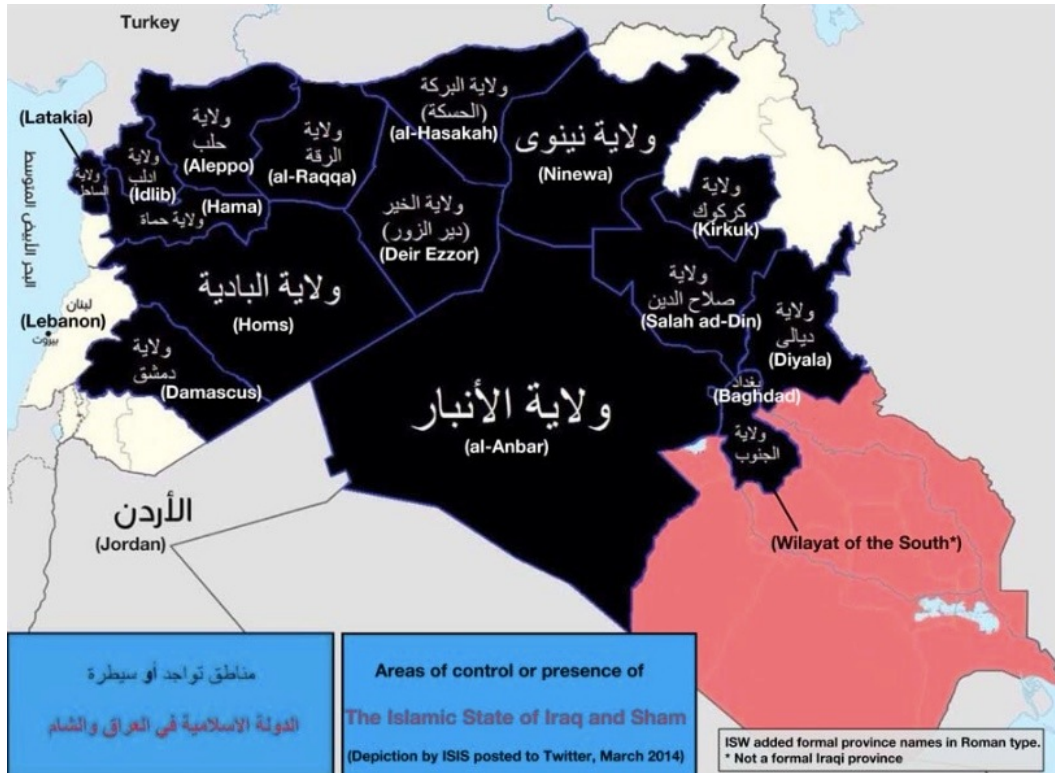 Turkey
ولاية البركة
(الحسكة)
(al-Hasakah)
(Latakia)
ولاية
حلب
(Aleppo)
ولاية
الرقة
(al-Raqqa)
ولاية نينوى
(Ninewa)
ولاية
ادلب
(Idlib)
ولاية
الساحل
(Hama)
ولاية حماة
ولاية الخير
(دير الزور)
(Deir Ezzor)
ولاية
كركوك
(Kirkuk)
البحر الأبيض المتوسط
ولاية البادية
(Homs)
ولاية
صلاح الدين
(Salah ad-Din)
ولاية
ديالى
(Diyala)
لبنان
(Lebanon)
بيروت
ولاية
دمشق
(Damascus)
بغداد
(Baghdad)
ولاية الأنبار
(al-Anbar)
ولاية
الجنوب
الأردن
(Jordan)
(Wilayat of the South*)
مناطق تواجد أو سيطرة
الدولة الاسلامية في العراق والشام
Areas of control or presence of
The Islamic State of Iraq and Sham
(Depiction by ISIS posted to Twitter, March 2014)
ISW added formal province names in Roman type.
* Not a formal Iraqi province